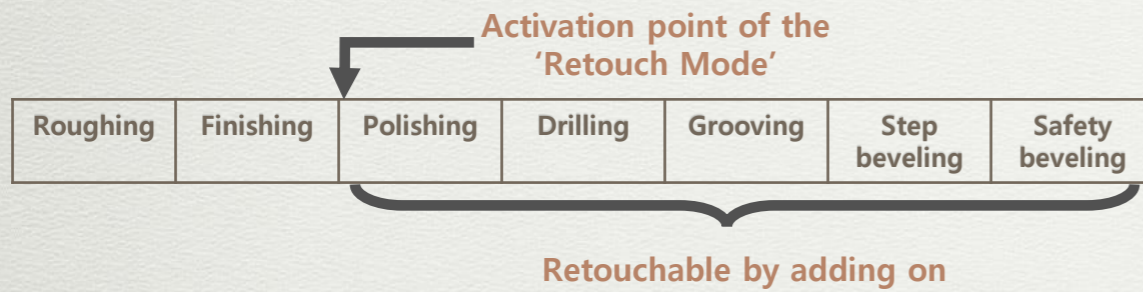 Activation point of the
‘Retouch Mode’
Roughing Finishing Polishing Drilling Grooving Step beveling Safety beveling
Retouchable by adding on